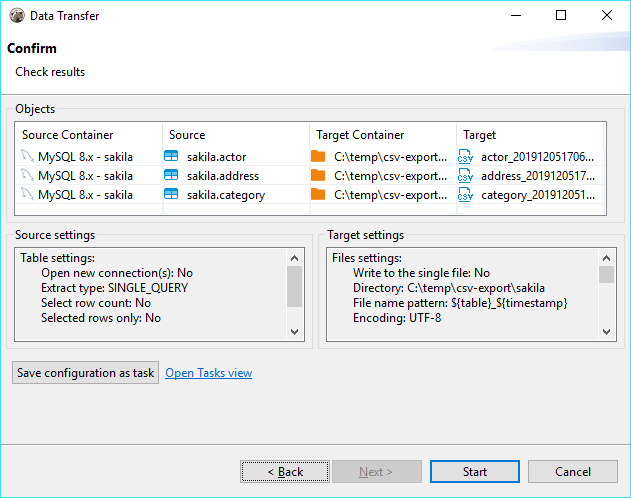 Data Transfer
Confirm
Check results
Objects
Source Container Source Target Container Target
MySQL 8.x - sakila sakila.actor C:\temp\csv-export... actor_201912051706...
MySQL 8.x - sakila sakila.address C:\temp\csv-export... address_2019120517...
MySQL 8.x - sakila sakila.category C:\temp\csv-export... category_201912051...
Source settings
Table settings:
Open new connection(s): No
Extract type: SINGLE_QUERY
Select row count: No
Selected rows only: No
Target settings
Files settings:
Write to the single file: No
Directory: C:\temp\csv-export\sakila
File name pattern: ${table}_${timestamp}
Encoding: UTF-8
Save configuration as task Open Tasks view
< Back Next > Start Cancel